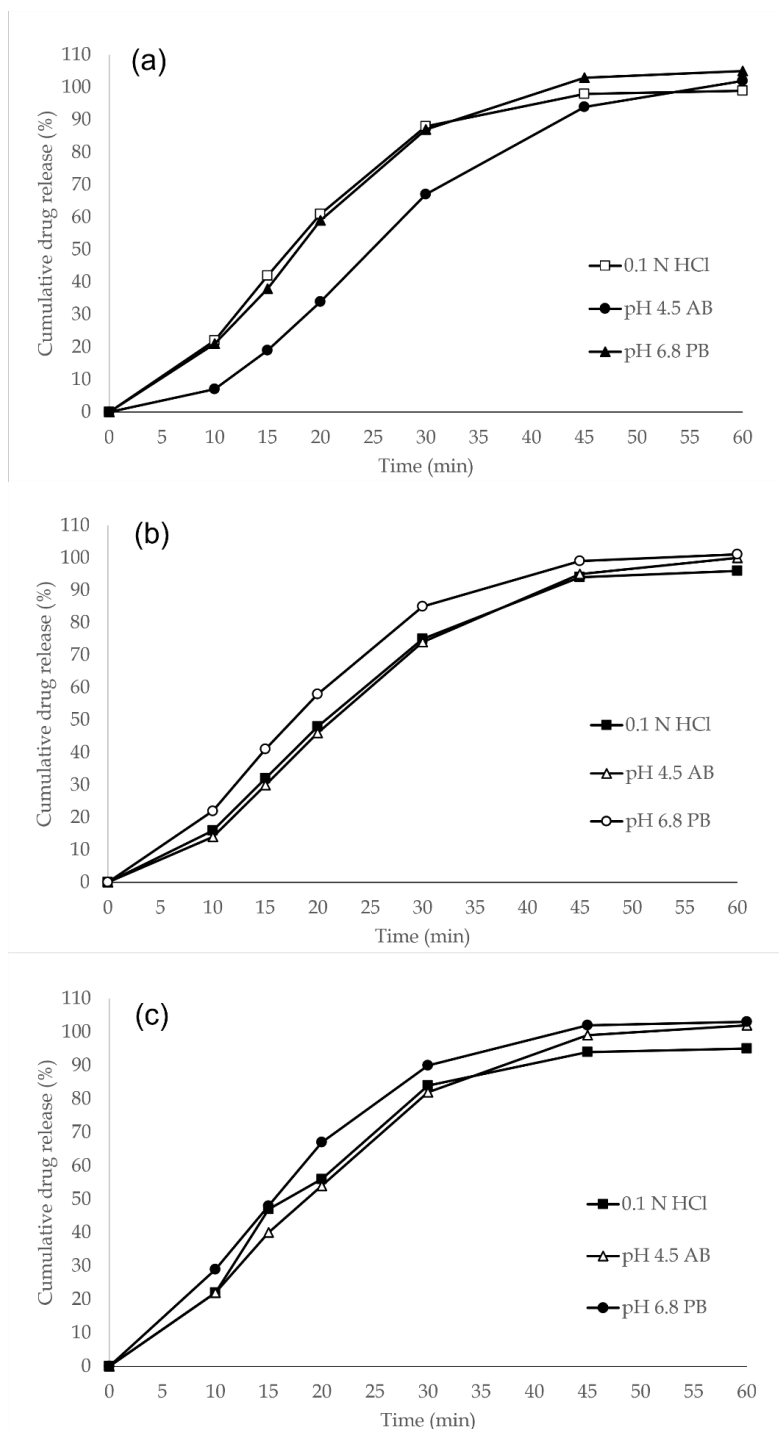 (a)
Cumulative drug release (%)
110
100
90
80
70
60
50
40
30
20
10
0
0 5 10 15 20 25 30 35 40 45 50 55 60
Time (min)
0.1 N HCl
pH 4.5 AB
pH 6.8 PB
(b)
Cumulative drug release (%)
110
100
90
80
70
60
50
40
30
20
10
0
0 5 10 15 20 25 30 35 40 45 50 55 60
Time (min)
0.1 N HCl
pH 4.5 AB
pH 6.8 PB
(c)
Cumulative drug release (%)
110
100
90
80
70
60
50
40
30
20
10
0
0 5 10 15 20 25 30 35 40 45 50 55 60
Time (min)
0.1 N HCl
pH 4.5 AB
pH 6.8 PB